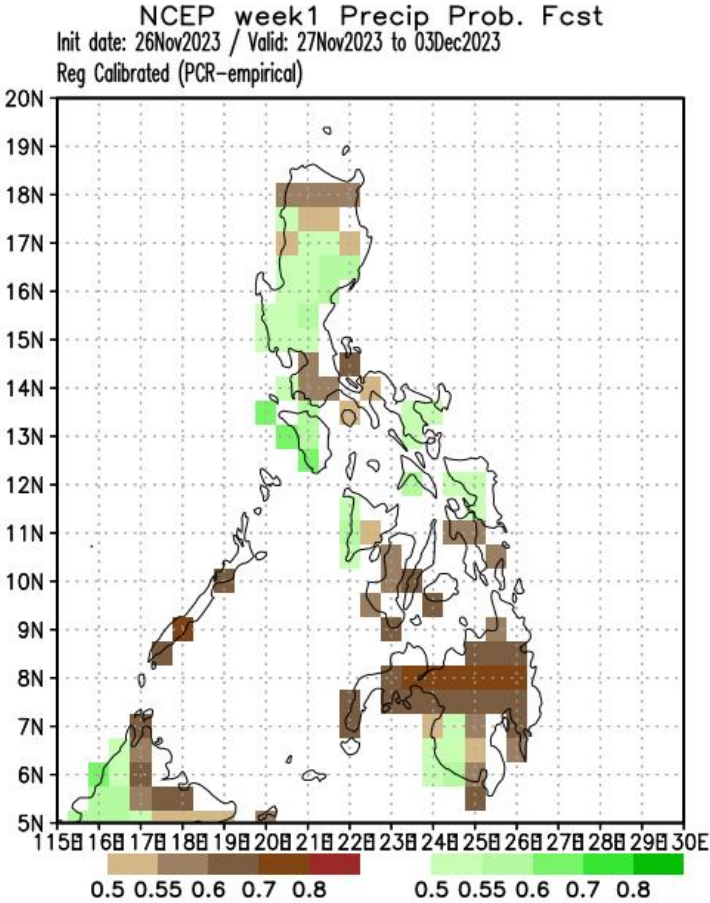 NCEP week1 Precip Prob. Fcst
Init date: 26Nov2023 / Valid: 27Nov2023 to 03Dec2023
Reg Calibrated (PCR-empirical)
20N
19N
18N
17N
16N
15N
14N
13N
12N
11N
10N
9N
8N
7N
6N
5N
115E 116E 117E 118E 119E 120E 121E 122E 123E 124E 125E 126E 127E 128E 129E 130E
0.5 0.55 0.6 0.7 0.8 0.5 0.55 0.6 0.7 0.8